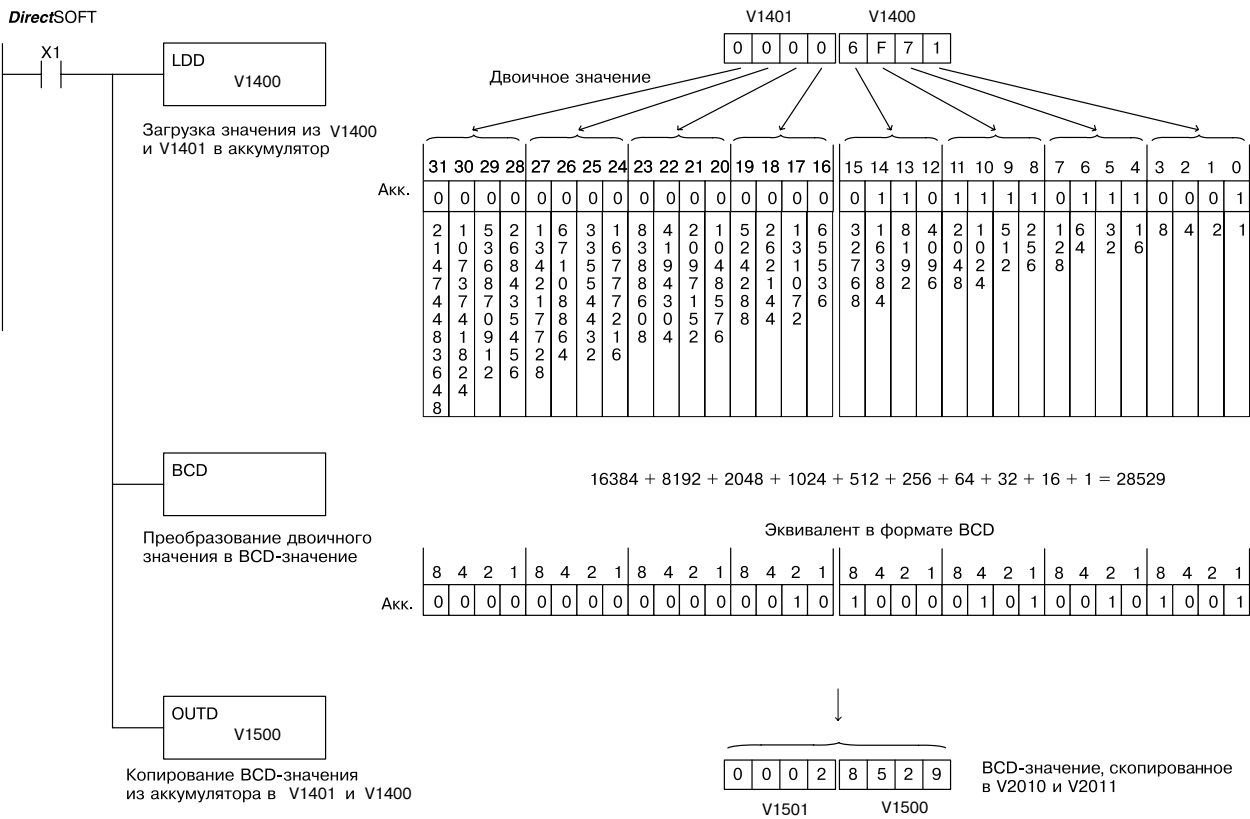 DirectSOFT
X1
LDD
V1400
Загрузка значения из V1400
и V1401 в аккумулятор
V1401 V1400
0 0 0 0 6 F 7 1
Двоичное значение
31 30 29 28 27 26 25 24 23 22 21 20 19 18 17 16 15 14 13 12 11 10 9 8 7 6 5 4 3 2 1 0
Акк. 0 0 0 0 0 0 0 0 0 0 0 0 0 0 0 0 0 1 1 0 1 1 1 1 0 1 1 1 0 0 0 1
21474483648 1073741824 536870912 268435456 134217728 67108864 33554432 16777216 8388608 4194304 2097152 1048576 524288 262144 131072 65536 32768 16384 8192 4096 2048 1024 512 256 128 64 32 16 8 4 2 1
BCD
Преобразование двоичного
значения в BCD-значение
16384 + 8192 + 2048 + 1024 + 512 + 256 + 64 + 32 + 16 + 1 = 28529
Эквивалент в формате BCD
8 4 2 1 8 4 2 1 8 4 2 1 8 4 2 1 8 4 2 1 8 4 2 1 8 4 2 1 8 4 2 1
Акк. 0 0 0 0 0 0 0 0 0 0 0 0 0 0 1 0 1 0 0 0 0 1 0 1 0 0 1 0 1 0 0 1
OUTD
V1500
Копирование BCD-значения
из аккумулятора в V1401 и V1400
0 0 0 2 8 5 2 9
V1501 V1500
BCD-значение, скопированное
в V2010 и V2011